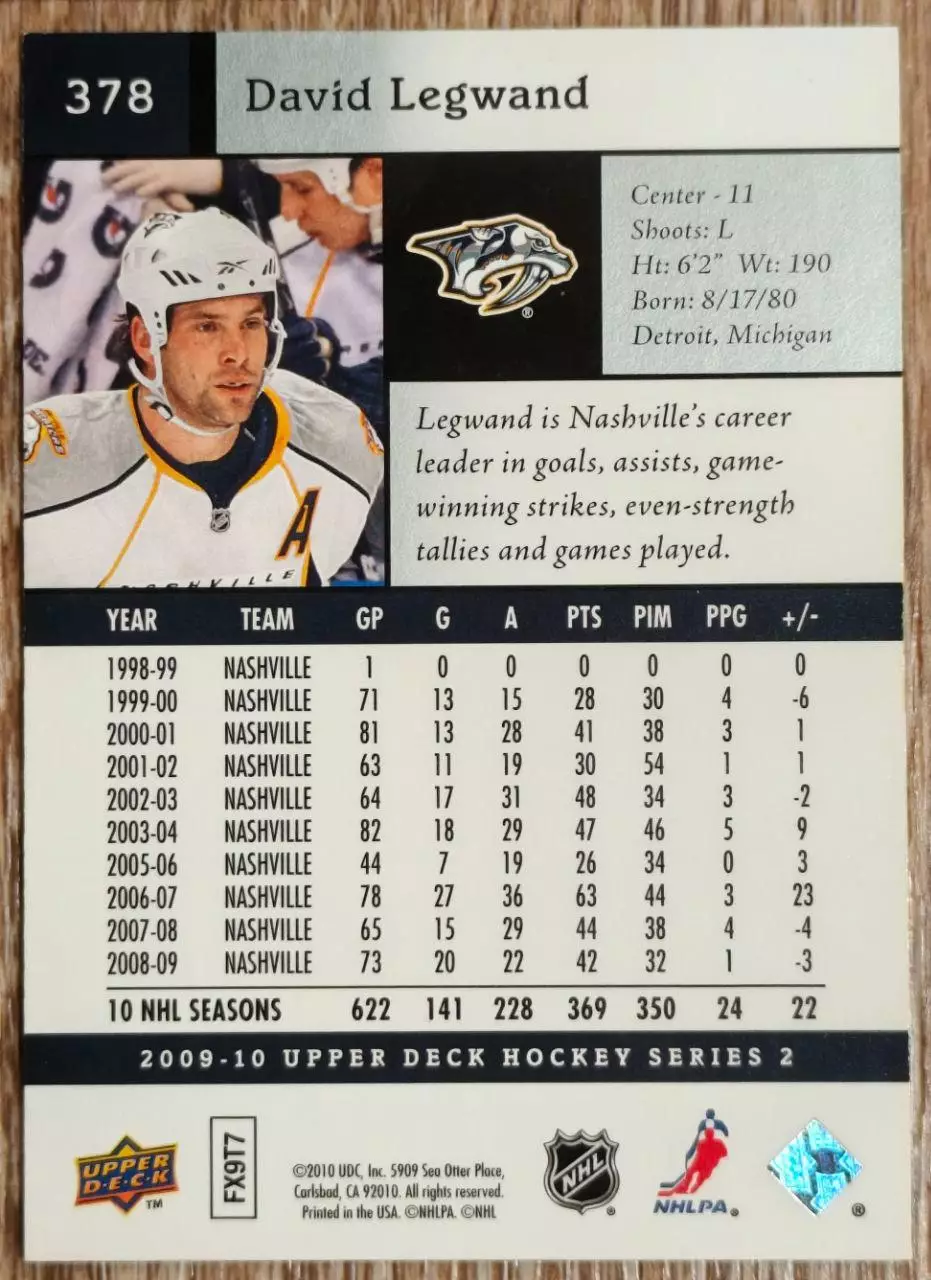 378
David Legwand
Center - 11
Shoots: L
Ht: 6'2" Wt: 190
Born: 8/17/80
Detroit, Michigan
®
A
NASHVILLE
Legwand is Nashville's career
leader in goals, assists, game-
winning strikes, even-strength
tallies and games played.
YEAR TEAM GP G A PTS PIM PPG +/-
1998-99 NASHVILLE 1 0 0 0 0 0 0
1999-00 NASHVILLE 71 13 15 28 30 4 -6
2000-01 NASHVILLE 81 13 28 41 38 3 1
2001-02 NASHVILLE 63 11 19 30 54 1 1
2002-03 NASHVILLE 64 17 31 48 34 3 -2
2003-04 NASHVILLE 82 18 29 47 46 5 9
2005-06 NASHVILLE 44 7 19 26 34 0 3
2006-07 NASHVILLE 78 27 36 63 44 3 23
2007-08 NASHVILLE 65 15 29 44 38 4 -4
2008-09 NASHVILLE 73 20 22 42 32 1 -3
10 NHL SEASONS 622 141 228 369 350 24 22
2009-10 UPPER DECK HOCKEY SERIES 2
UPPER
D·E·C·K
TM
FX9T7
©2010 UDC, Inc. 5909 Sea Otter Place,
Carlsbad, CA 92010. All rights reserved.
Printed in the USA. ©NHLPA. ©NHL
NHL ®
NHLPA®
®